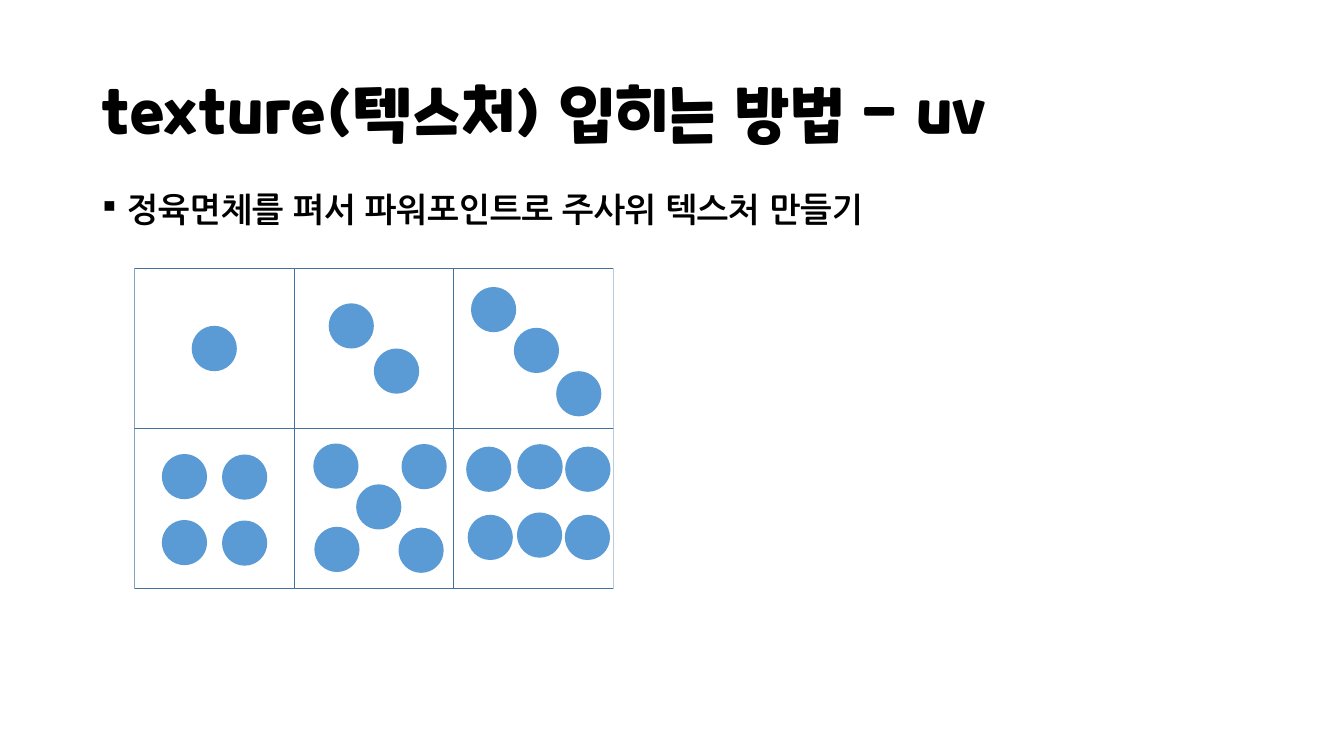 texture(텍스처) 입히는 방법 - uv
▪ 정육면체를 펴서 파워포인트로 주사위 텍스처 만들기